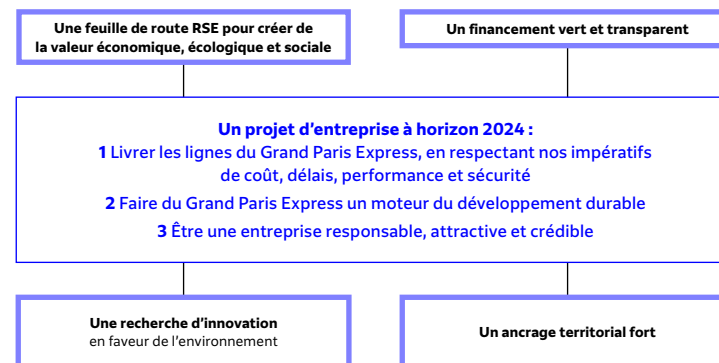 Une feuille de route RSE pour créer de
la valeur économique, écologique et sociale
Un financement vert et transparent
Un projet d'entreprise à horizon 2024 :
1 Livrer les lignes du Grand Paris Express, en respectant nos impératifs
de coût, délais, performance et sécurité
2 Faire du Grand Paris Express un moteur du développement durable
3 Être une entreprise responsable, attractive et crédible
Une recherche d'innovation
en faveur de l'environnement
Un ancrage territorial fort